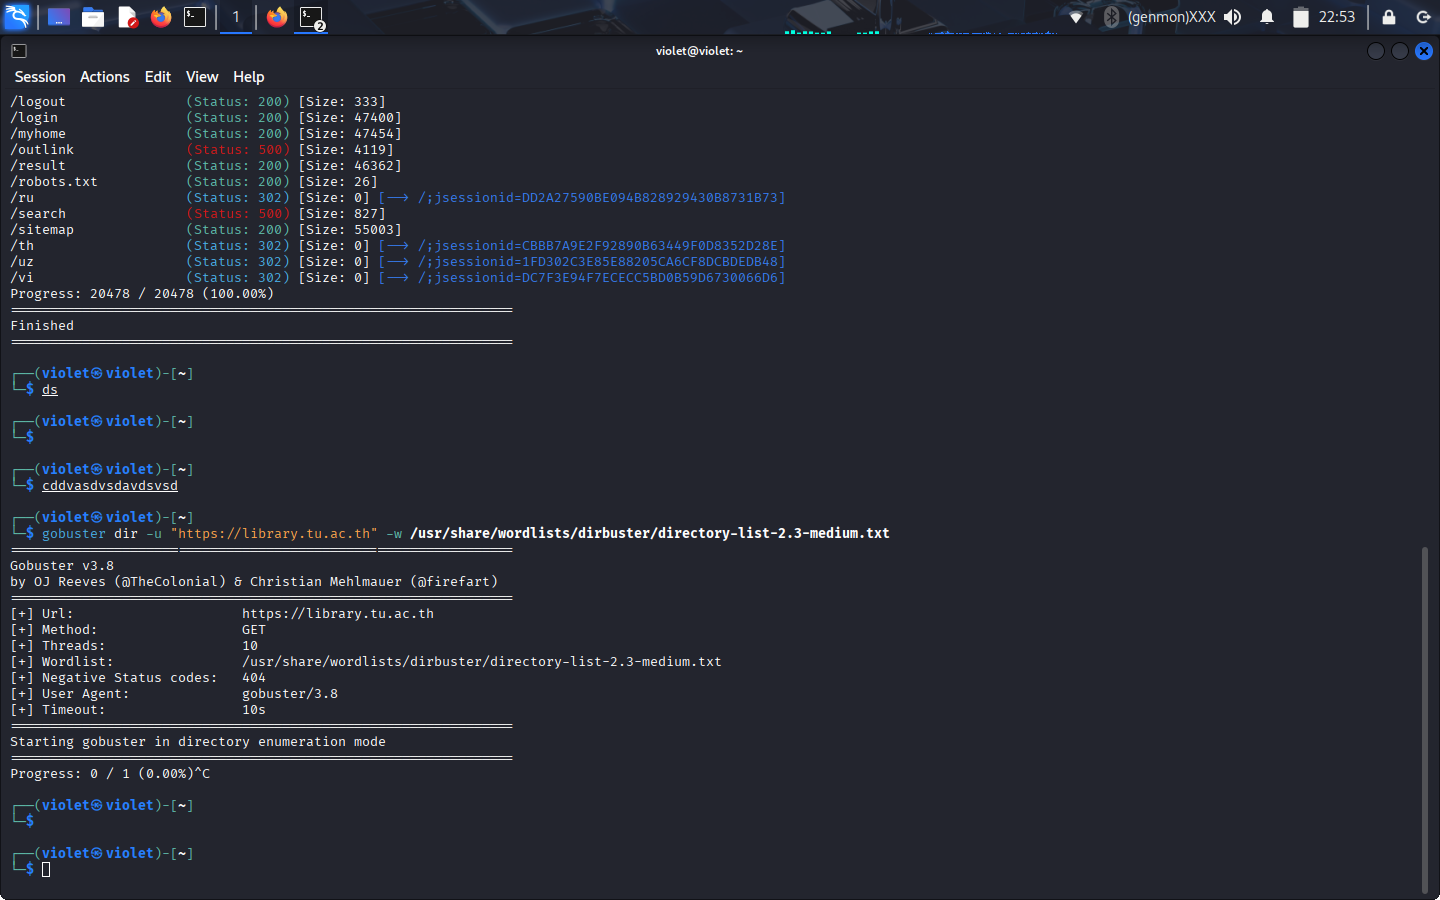 1
2
(genmon)XXX
22:53
violet@violet: ~
Session Actions Edit View Help
/logout (Status: 200) [Size: 333]
/login (Status: 200) [Size: 47400]
/myhome (Status: 200) [Size: 47454]
/outlink (Status: 500) [Size: 4119]
/result (Status: 200) [Size: 46362]
/robots.txt (Status: 200) [Size: 26]
/ru (Status: 302) [Size: 0] [--> /;jsessionid=DD2A27590BE094B828929430B8731B73]
/search (Status: 500) [Size: 827]
/sitemap (Status: 200) [Size: 55003]
/th (Status: 302) [Size: 0] [--> /;jsessionid=CBBB7A9E2F92890B63449F0D8352D28E]
/uz (Status: 302) [Size: 0] [--> /;jsessionid=1FD302C3E85E88205CA6CF8DCBDEDB48]
/vi (Status: 302) [Size: 0] [--> /;jsessionid=DC7F3E94F7ECECC5BD0B59D6730066D6]
Progress: 20478 / 20478 (100.00%)
===============================================================
Finished
===============================================================
┌──(violet㉿violet)-[~]
└─$ ds
┌──(violet㉿violet)-[~]
└─$
┌──(violet㉿violet)-[~]
└─$ cddvasdvsdavdsvsd
┌──(violet㉿violet)-[~]
└─$ gobuster dir -u "https://library.tu.ac.th" -w /usr/share/wordlists/dirbuster/directory-list-2.3-medium.txt
===============================================================
Gobuster v3.8
by OJ Reeves (@TheColonial) & Christian Mehlmauer (@firefart)
===============================================================
[+] Url: https://library.tu.ac.th
[+] Method: GET
[+] Threads: 10
[+] Wordlist: /usr/share/wordlists/dirbuster/directory-list-2.3-medium.txt
[+] Negative Status codes: 404
[+] User Agent: gobuster/3.8
[+] Timeout: 10s
===============================================================
Starting gobuster in directory enumeration mode
===============================================================
Progress: 0 / 1 (0.00%)^C
┌──(violet㉿violet)-[~]
└─$
┌──(violet㉿violet)-[~]
└─$